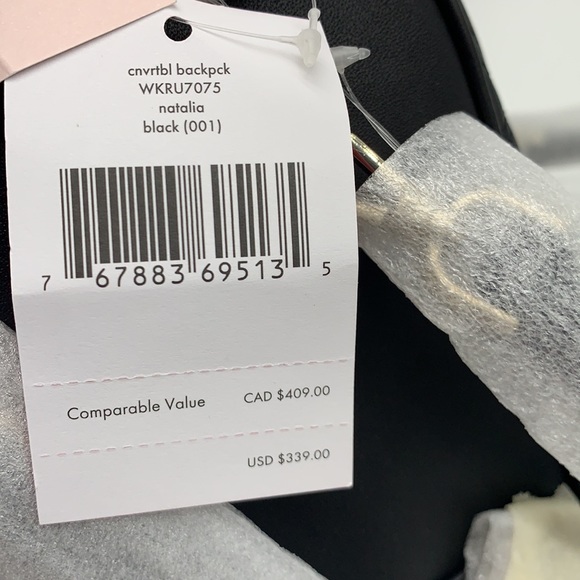 cnvrtbl backpck
WKRU7075
natalia
black (001)
7 67883 69513 5
Comparable Value CAD $409.00
USD $339.00